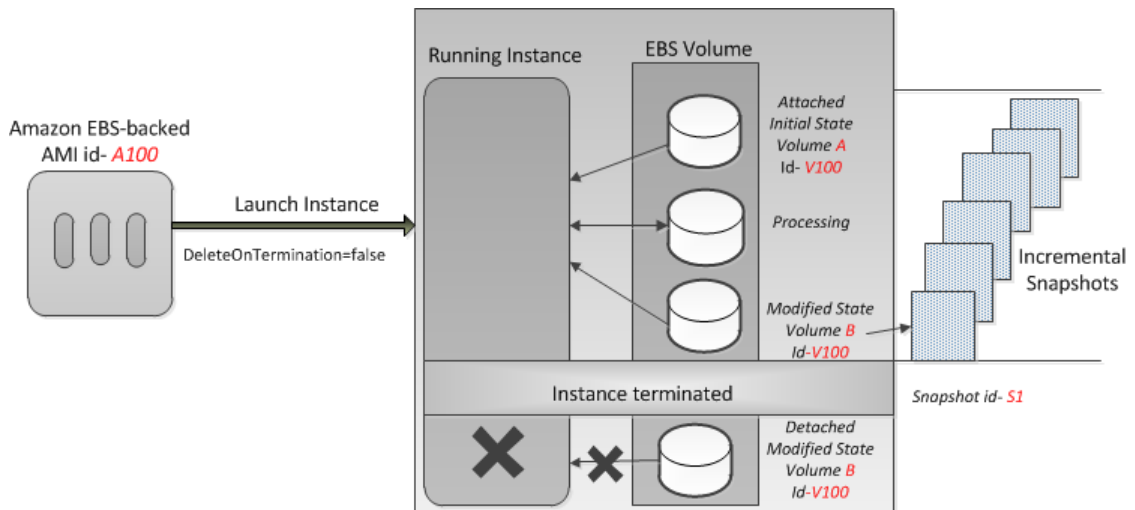 Amazon EBS-backed
AMI id- A100
Launch Instance
DeleteOnTermination=false
Running Instance
EBS Volume
Attached
Initial State
Volume A
Id- V100
Processing
Modified State
Volume B
Id-V100
Incremental
Snapshots
Snapshot id- S1
Instance terminated
Detached
Modified State
Volume B
Id-V100